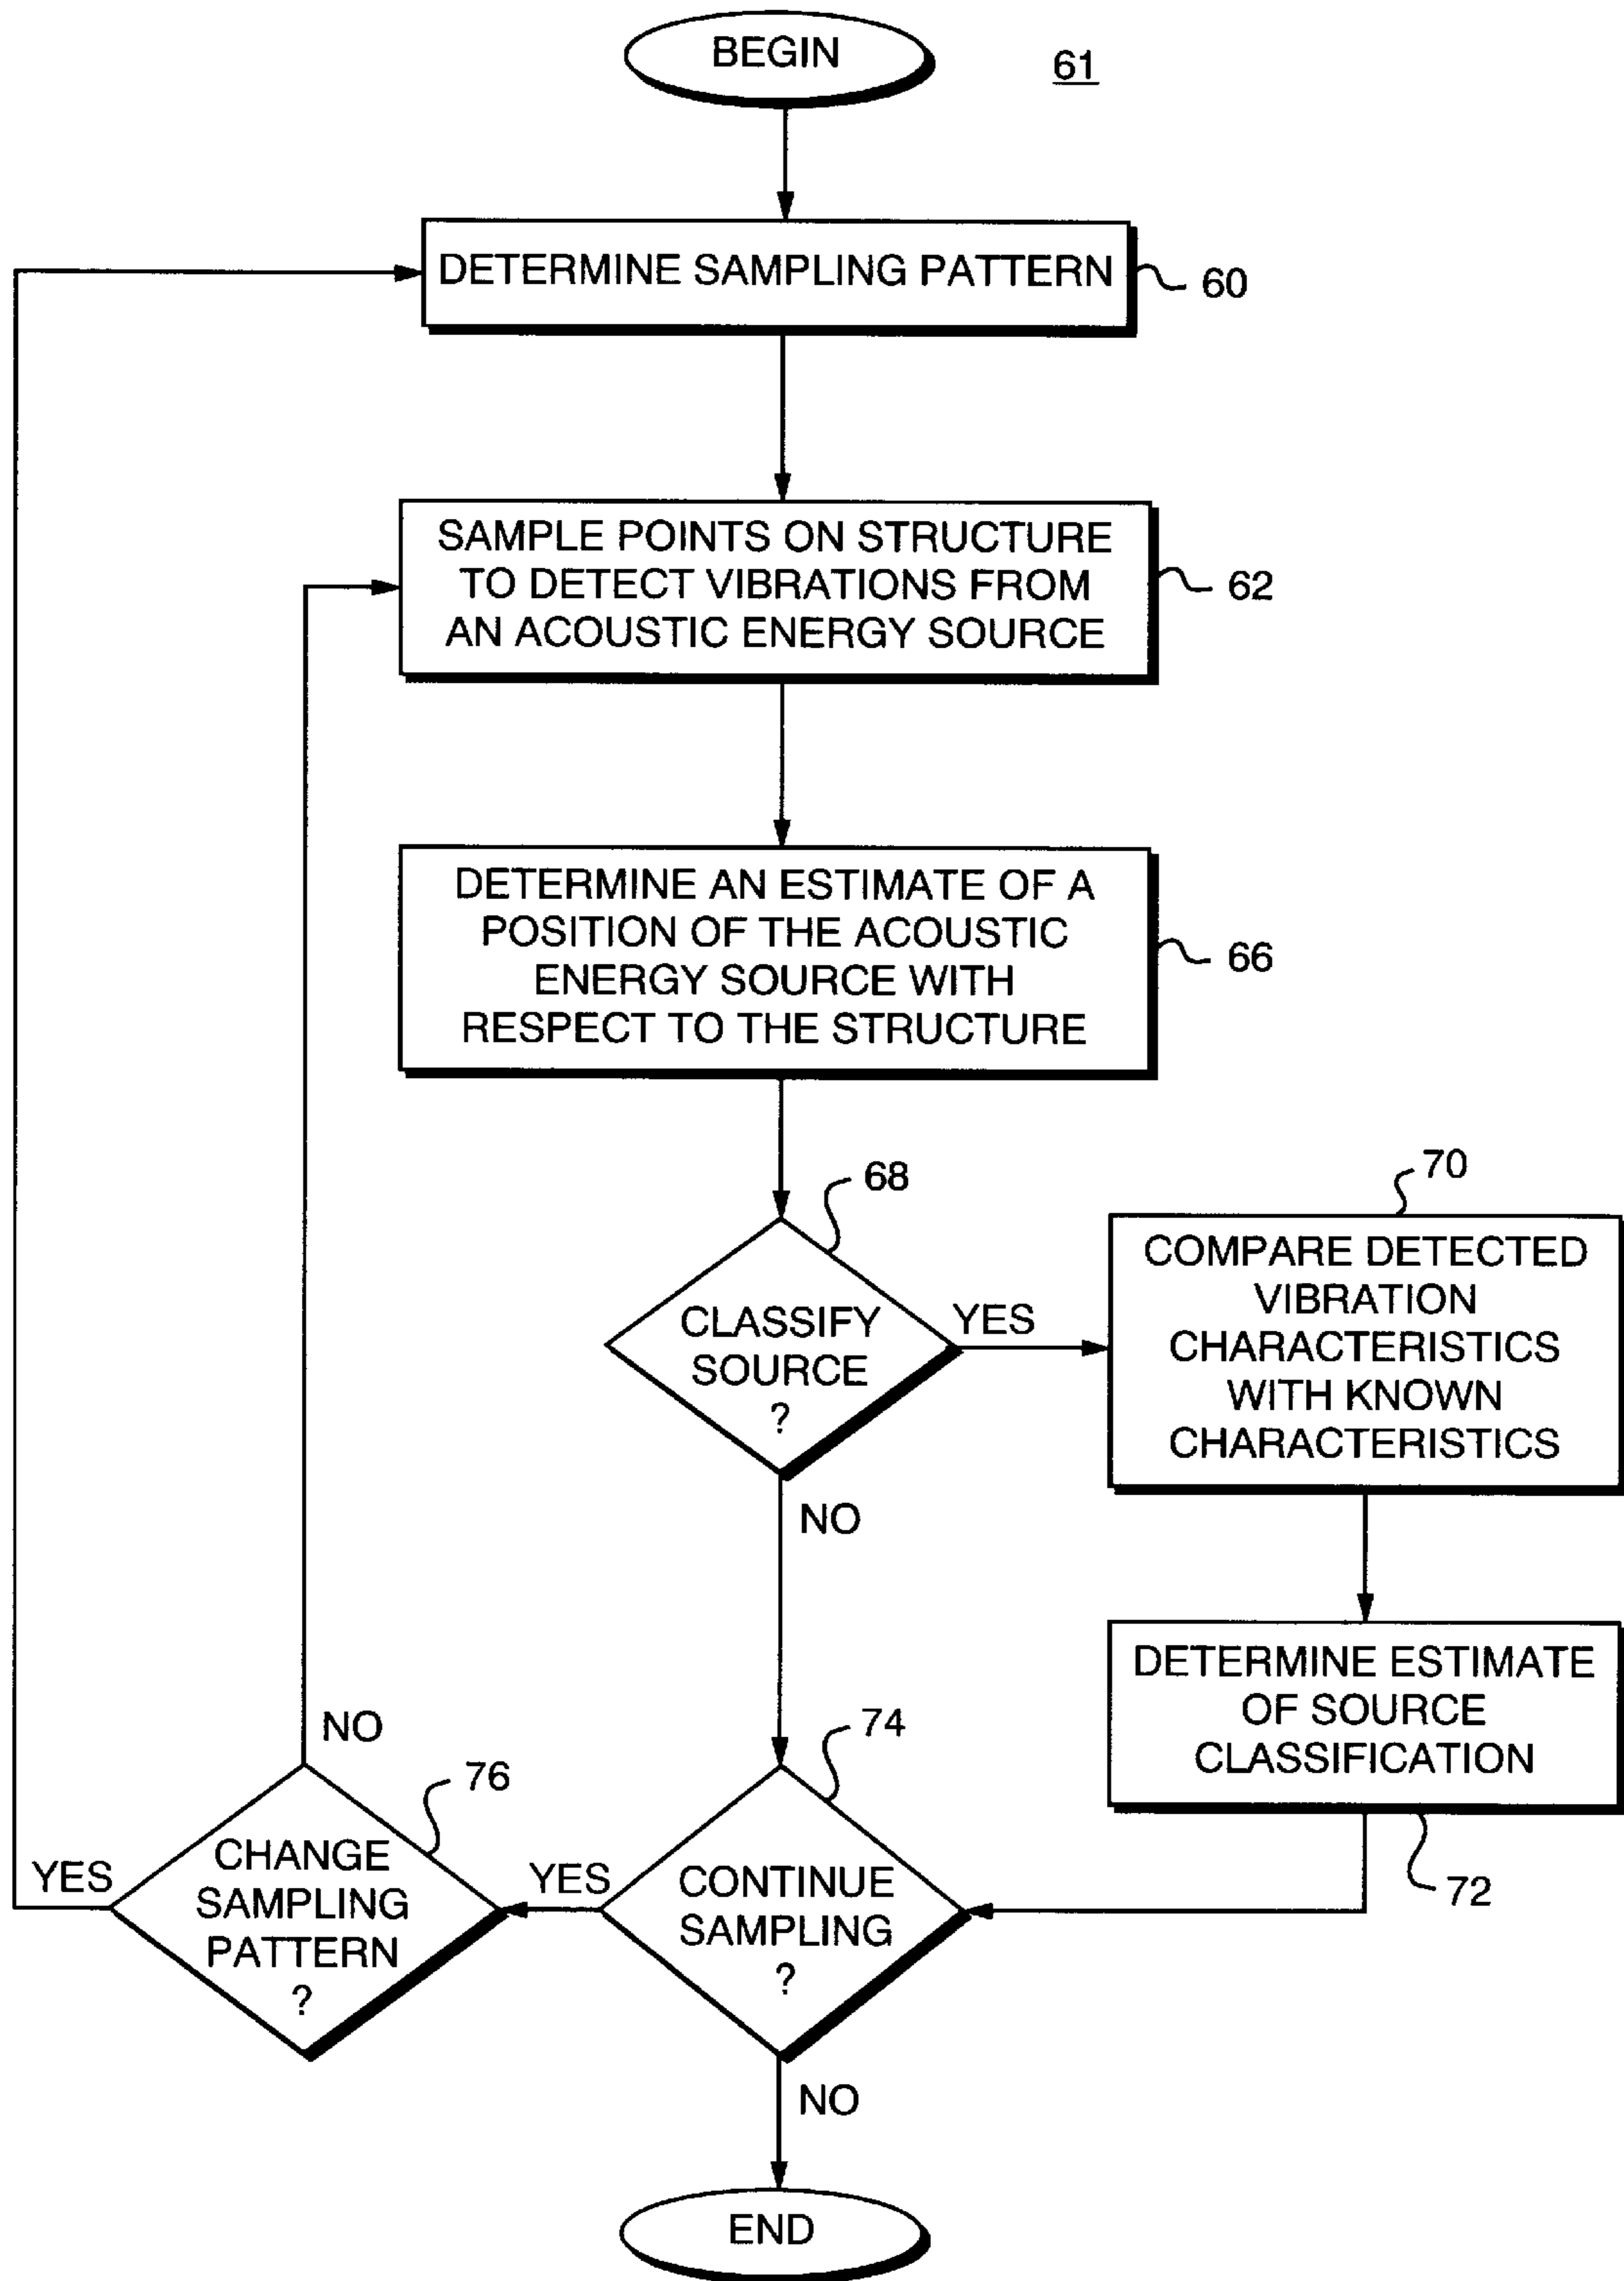 BEGIN
61
DETERMINE SAMPLING PATTERN
60
SAMPLE POINTS ON STRUCTURE
TO DETECT VIBRATIONS FROM
AN ACOUSTIC ENERGY SOURCE
62
DETERMINE AN ESTIMATE OF A
POSITION OF THE ACOUSTIC
ENERGY SOURCE WITH
RESPECT TO THE STRUCTURE
66
68
CLASSIFY
SOURCE
?
YES
NO
70
COMPARE DETECTED
VIBRATION
CHARACTERISTICS
WITH KNOWN
CHARACTERISTICS
DETERMINE ESTIMATE
OF SOURCE
CLASSIFICATION
72
74
CONTINUE
SAMPLING
?
YES
NO
76
CHANGE
SAMPLING
PATTERN
?
NO
YES
END